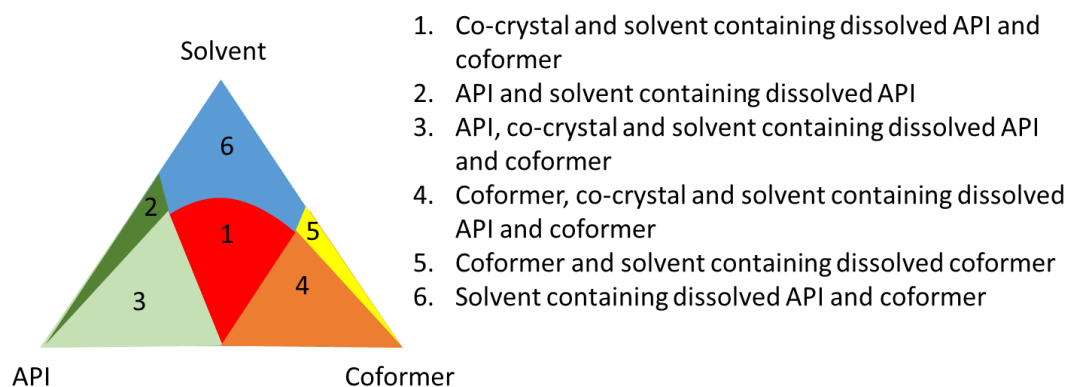 Solvent
6
2
1
5
3
4
API
Coformer
1. Co-crystal and solvent containing dissolved API and
coformer
2. API and solvent containing dissolved API
3. API, co-crystal and solvent containing dissolved API
and coformer
4. Coformer, co-crystal and solvent containing dissolved
API and coformer
5. Coformer and solvent containing dissolved coformer
6. Solvent containing dissolved API and coformer